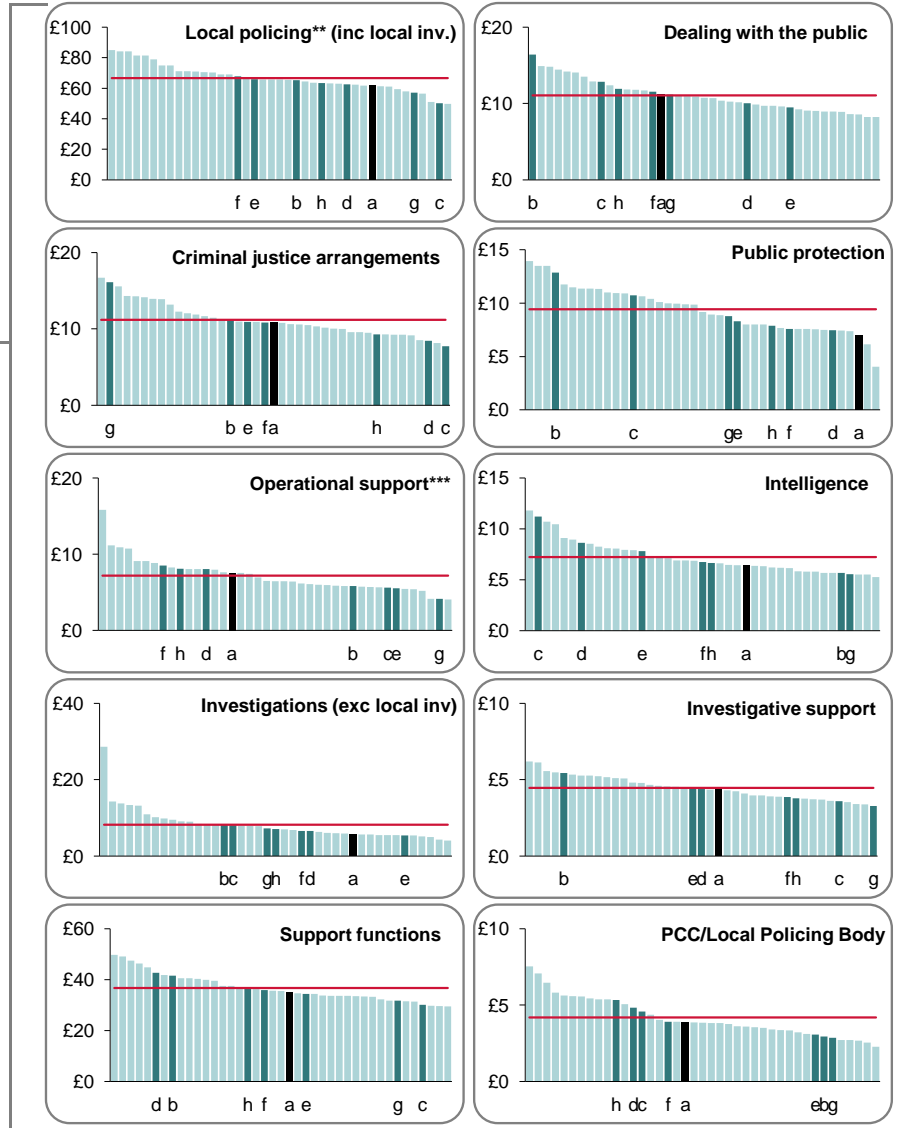 Local policing** (inc local inv.)
£100
£80
£60
£40
£20
£0
f e b h d a g c
Dealing with the public
£20
£10
£0
b c h fag d e
Criminal justice arrangements
£20
£10
£0
g b e fa h d c
Public protection
£15
£10
£5
£0
b c ge h f d a
Operational support***
£20
£10
£0
f h d a b ce g
Intelligence
£15
£10
£5
£0
c d e fh a bg
Investigations (exc local inv)
£40
£20
£0
bc gh fd a e
Investigative support
£10
£5
£0
b ed a fh c g
Support functions
£60
£40
£20
£0
d b h f a e g c
PCC/Local Policing Body
£10
£5
£0
h dc f a ebg